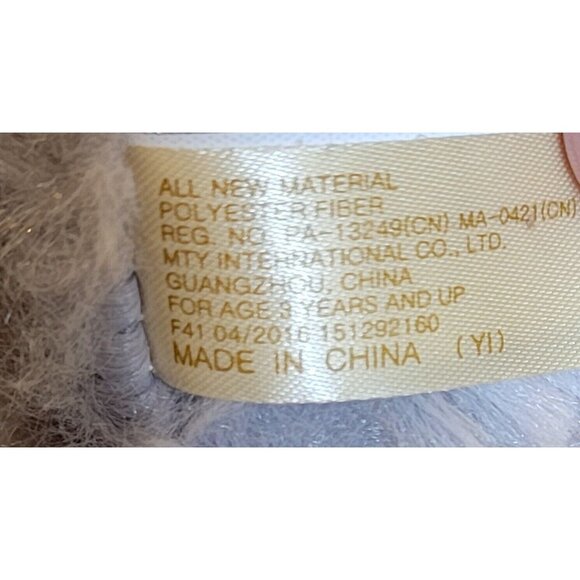 ALL NEW MATERIAL
POLYESTER FIBER
REG. NO. PA-13249(CN) MA-0421(CN)
MTY INTERNATIONAL CO., LTD.
GUANGZHOU, CHINA
FOR AGE 3 YEARS AND UP
F41 04/2016 151292160
MADE IN CHINA (YI)